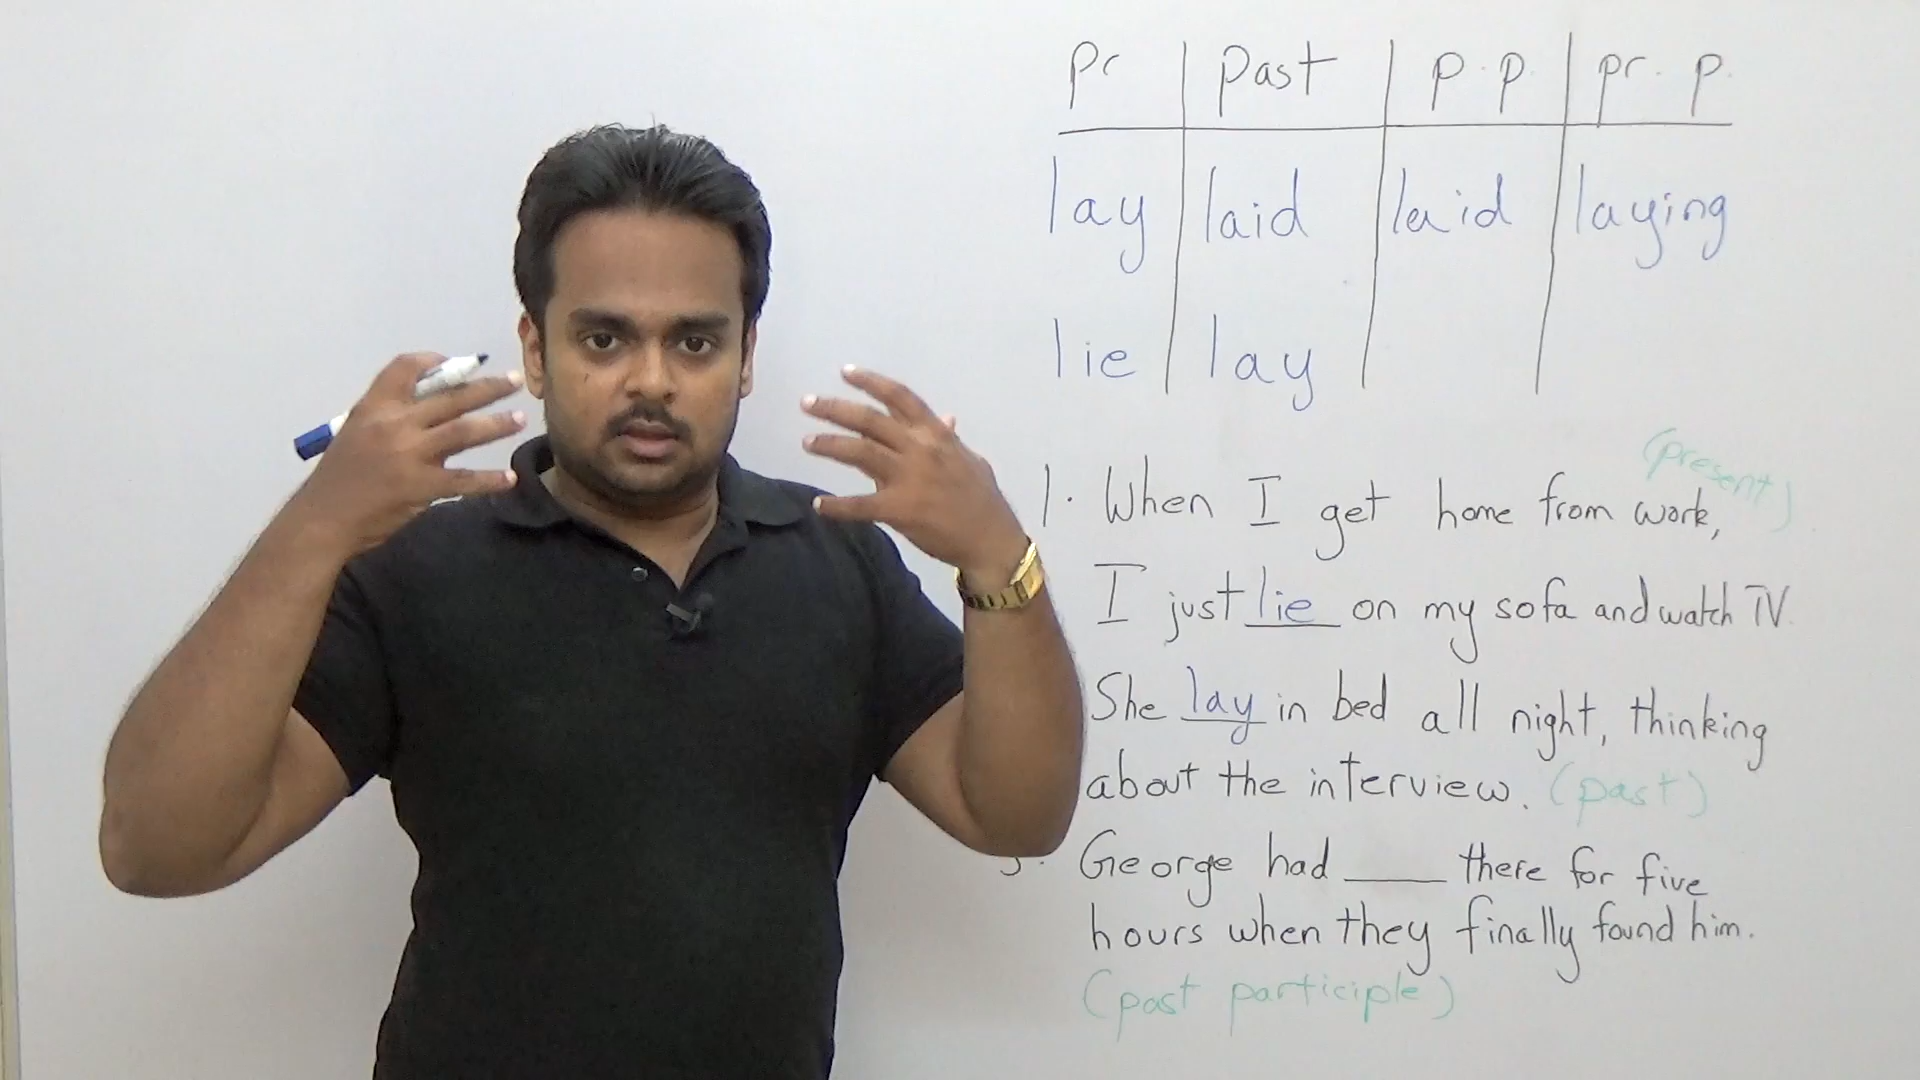 pr past p.p. pr. p.
lay laid laid laying
lie lay
(present)
1. When I get home from work,
I just lie on my sofa and watch TV.
She lay in bed all night, thinking
about the interview. (past)
George had ____ there for five
hours when they finally found him.
(past participle)